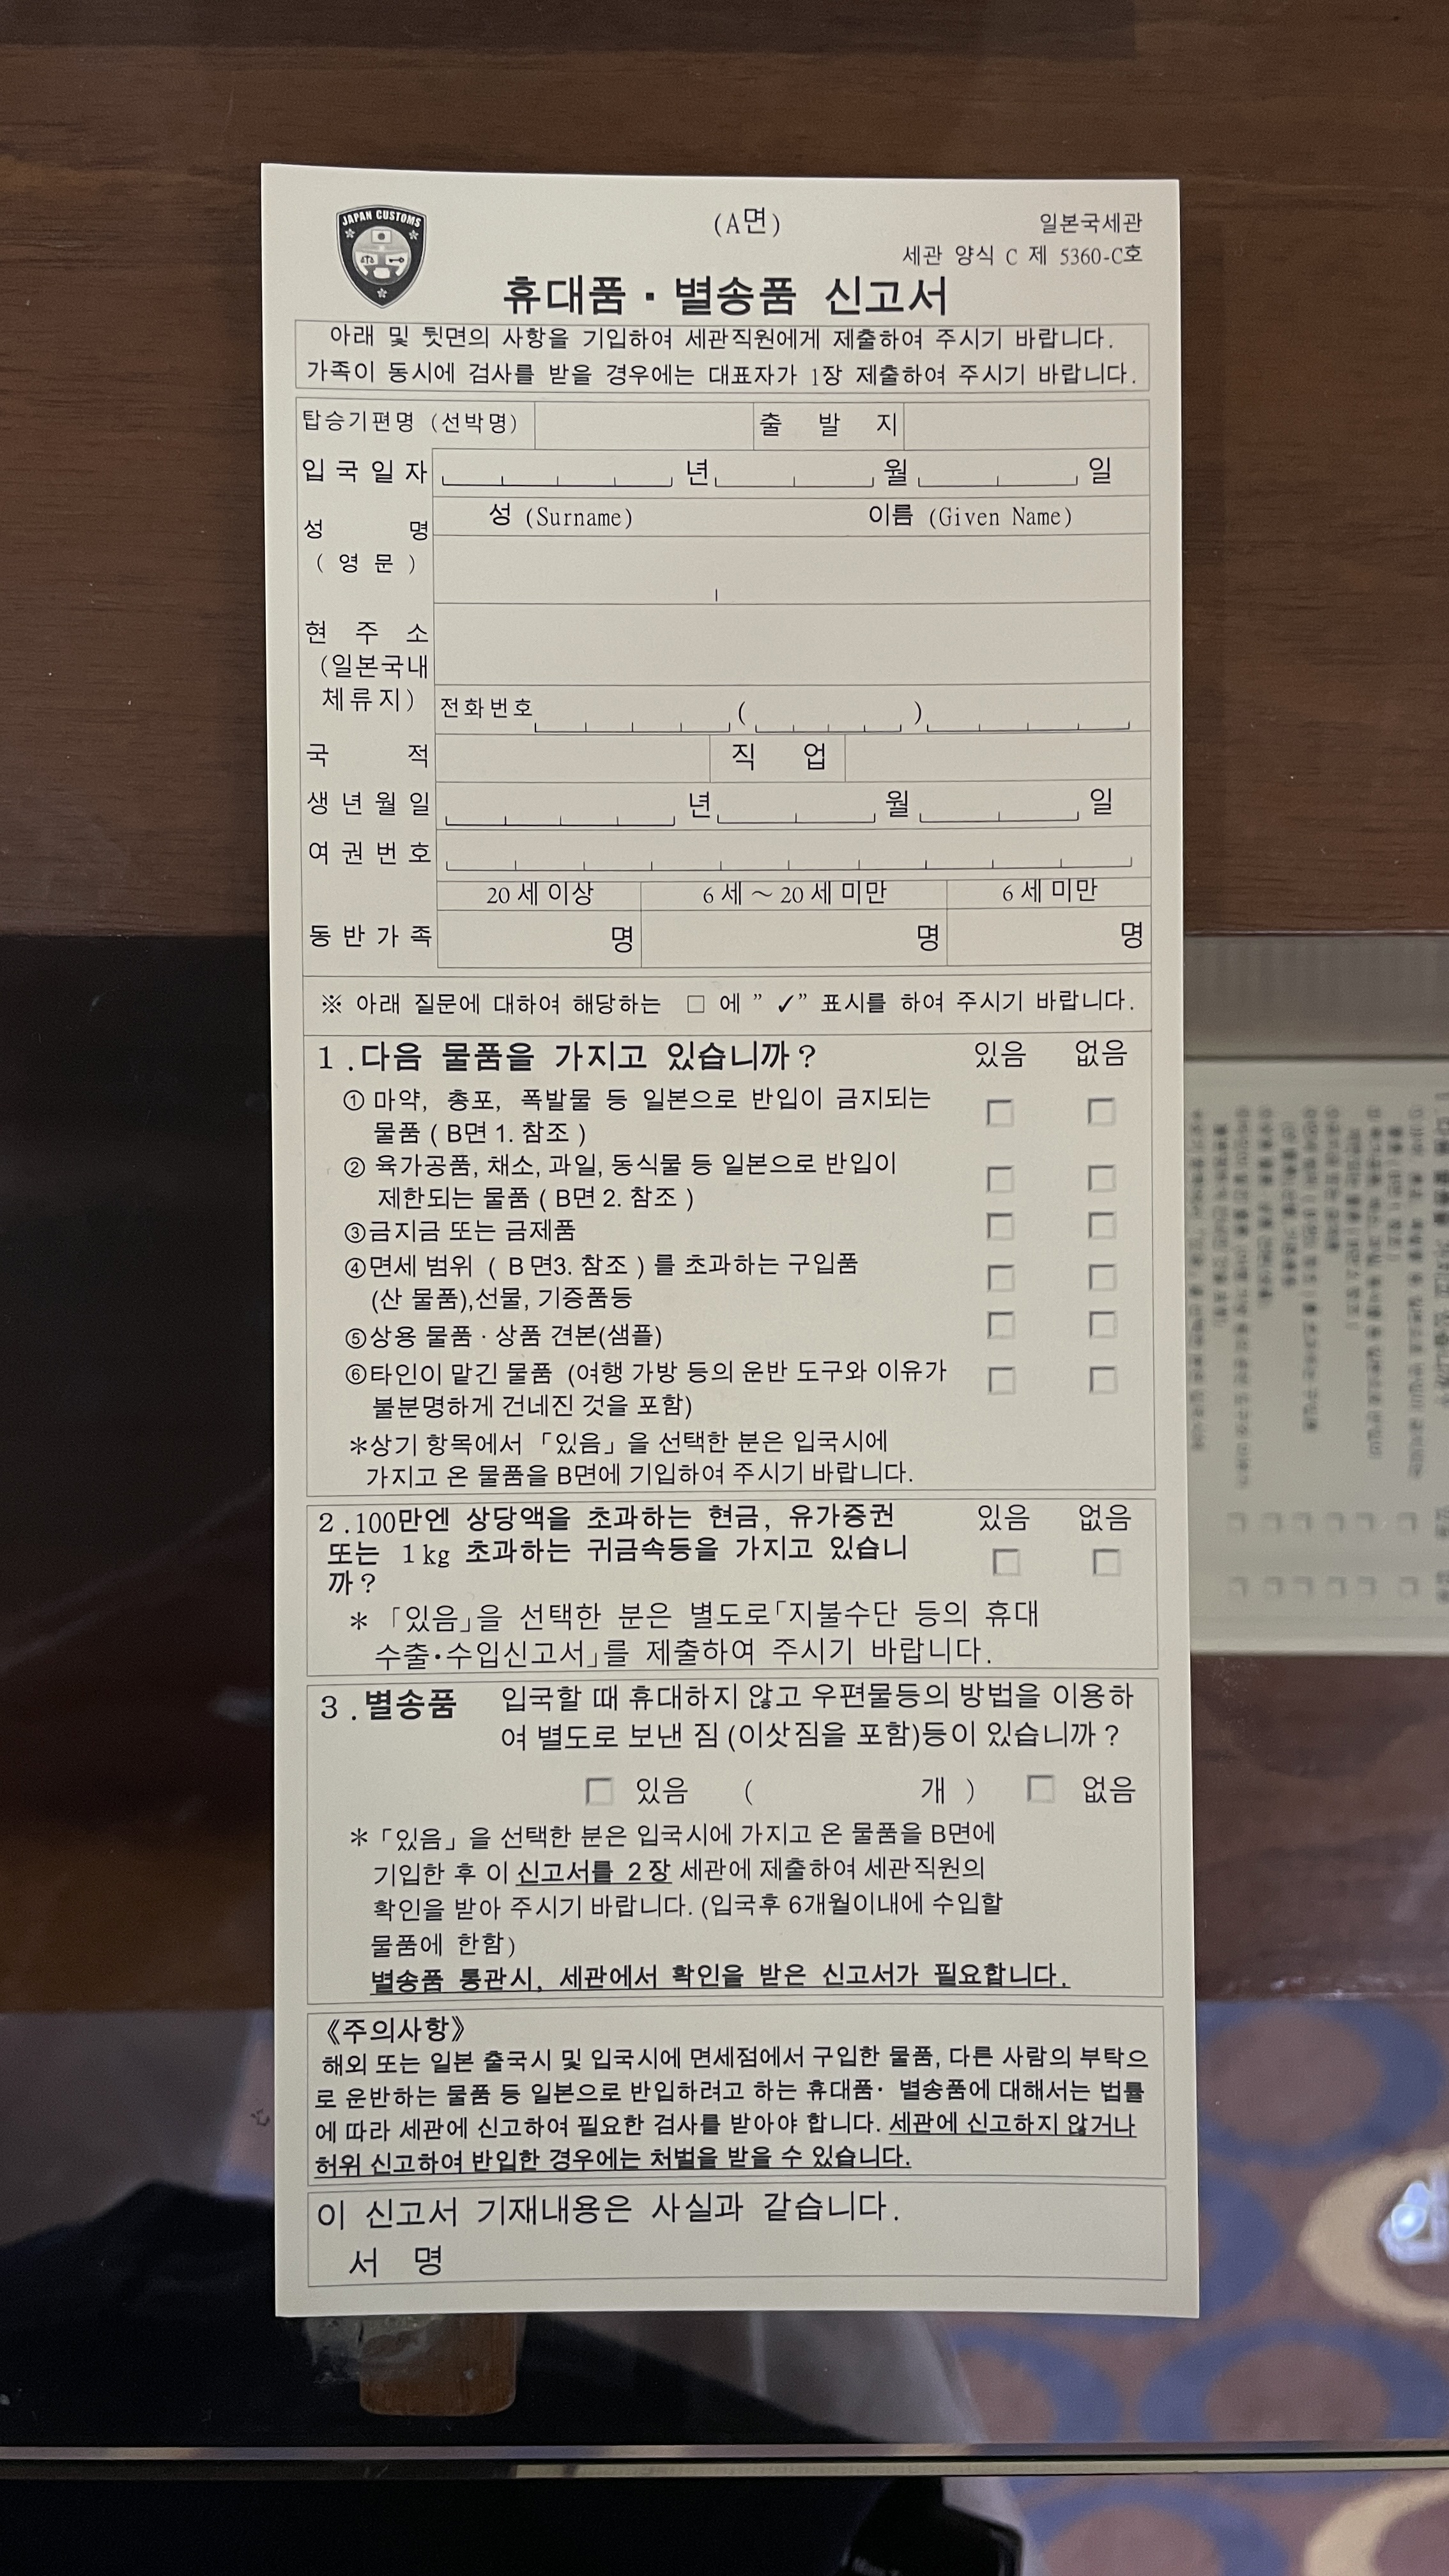 JAPAN CUSTOMS
(A면)
일본국세관
세관 양식 C 제 5360-C호
휴대품・별송품 신고서
아래 및 뒷면의 사항을 기입하여 세관직원에게 제출하여 주시기 바랍니다.
가족이 동시에 검사를 받을 경우에는 대표자가 1장 제출하여 주시기 바랍니다.
탑승기편명 (선박명) 출 발 지
입국일자 년 월 일
성 명 성 (Surname) 이름 (Given Name)
( 영 문 )
현 주 소
(일본국내
체류지) 전화번호 ( )
국 적 직 업
생년월일 년 월 일
여권번호
20 세 이상 6 세 ~ 20 세 미만 6 세 미만
동반가족 명 명 명
※ 아래 질문에 대하여 해당하는 □ 에 " ✓" 표시를 하여 주시기 바랍니다.
1.다음 물품을 가지고 있습니까? 있음 없음
① 마약, 총포, 폭발물 등 일본으로 반입이 금지되는 □ □
물품 ( B면 1. 참조 )
② 육가공품, 채소, 과일, 동식물 등 일본으로 반입이 □ □
제한되는 물품 ( B면 2. 참조 )
③금지금 또는 금제품 □ □
④면세 범위 ( B면3. 참조 ) 를 초과하는 구입품 □ □
(산 물품),선물, 기증품등
⑤상용 물품 · 상품 견본(샘플) □ □
⑥타인이 맡긴 물품 (여행 가방 등의 운반 도구와 이유가 □ □
불분명하게 건네진 것을 포함)
*상기 항목에서 「있음」을 선택한 분은 입국시에
가지고 온 물품을 B면에 기입하여 주시기 바랍니다.
2.100만엔 상당액을 초과하는 현금, 유가증권 있음 없음
또는 1kg 초과하는 귀금속등을 가지고 있습니 □ □
까?
* 「있음」을 선택한 분은 별도로「지불수단 등의 휴대
수출・수입신고서」를 제출하여 주시기 바랍니다.
3.별송품 입국할 때 휴대하지 않고 우편물등의 방법을 이용하
여 별도로 보낸 짐 (이삿짐을 포함)등이 있습니까?
□ 있음 ( 개 ) □ 없음
*「있음」을 선택한 분은 입국시에 가지고 온 물품을 B면에
기입한 후 이 신고서를 2장 세관에 제출하여 세관직원의
확인을 받아 주시기 바랍니다. (입국후 6개월이내에 수입할
물품에 한함)
별송품 통관시, 세관에서 확인을 받은 신고서가 필요합니다.
《주의사항》
해외 또는 일본 출국시 및 입국시에 면세점에서 구입한 물품, 다른 사람의 부탁으
로 운반하는 물품 등 일본으로 반입하려고 하는 휴대품· 별송품에 대해서는 법률
에 따라 세관에 신고하여 필요한 검사를 받아야 합니다. 세관에 신고하지 않거나
허위 신고하여 반입한 경우에는 처벌을 받을 수 있습니다.
이 신고서 기재내용은 사실과 같습니다.
서 명